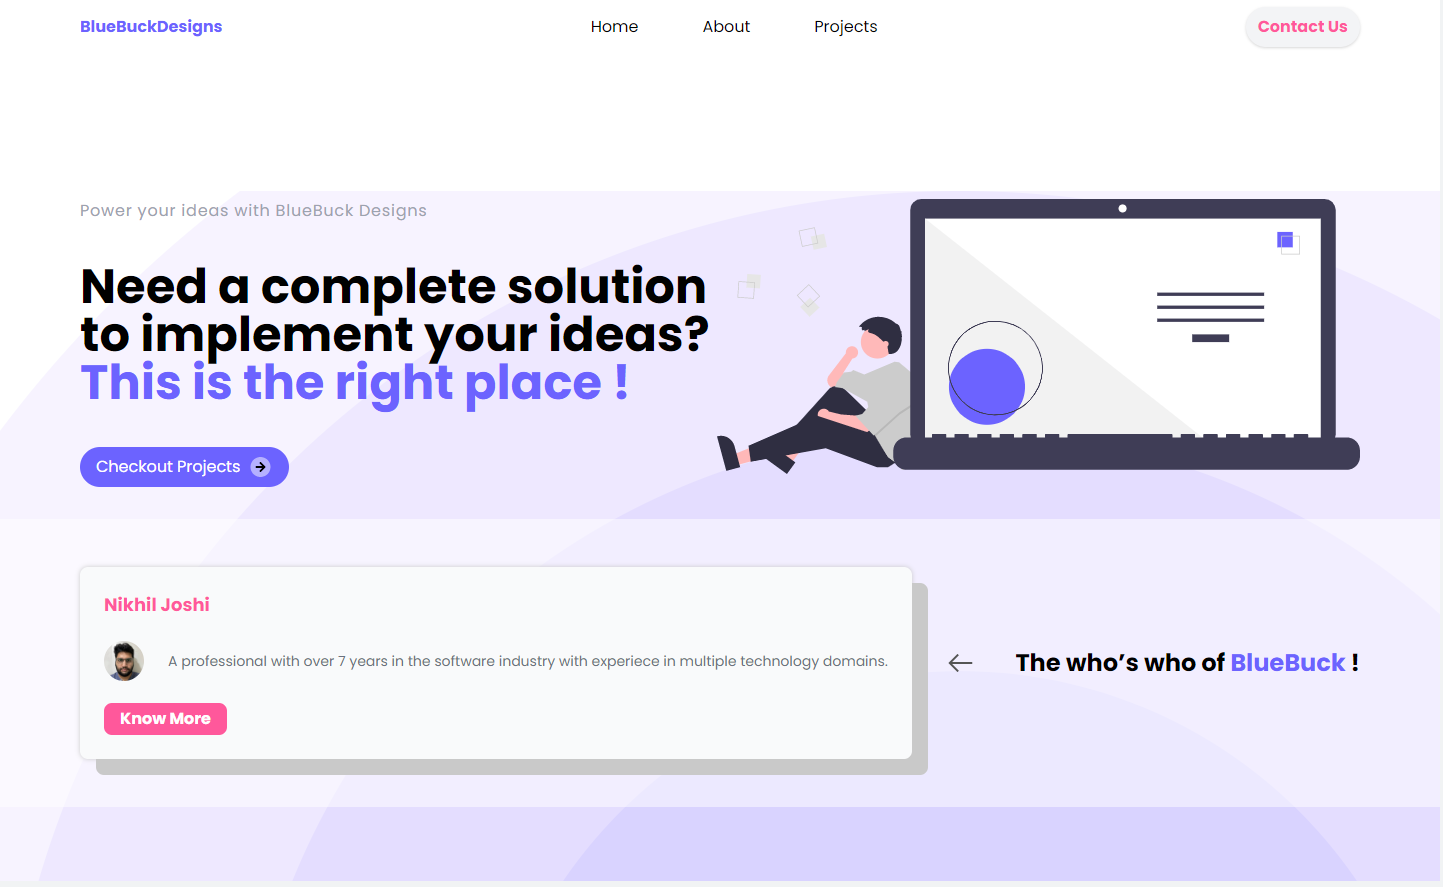 BlueBuckDesigns
Home
About
Projects
Contact Us
Power your ideas with BlueBuck Designs
Need a complete solution
to implement your ideas?
This is the right place !
Checkout Projects
Nikhil Joshi
A professional with over 7 years in the software industry with experiece in multiple technology domains.
Know More
The who’s who of BlueBuck !